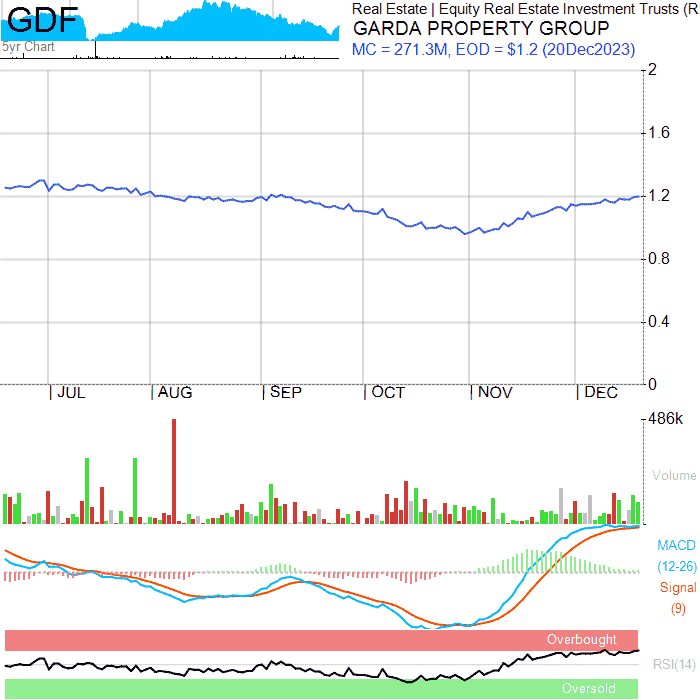 GDF
5yr Chart
Real Estate | Equity Real Estate Investment Trusts (R
GARDA PROPERTY GROUP
MC = 271.3M, EOD = $1.2 (20Dec2023)
2
1.6
1.2
0.8
0.4
0
JUL AUG SEP OCT NOV DEC
486k
Volume
MACD
(12-26)
Signal
(9)
Overbought
RSI(14)
Oversold